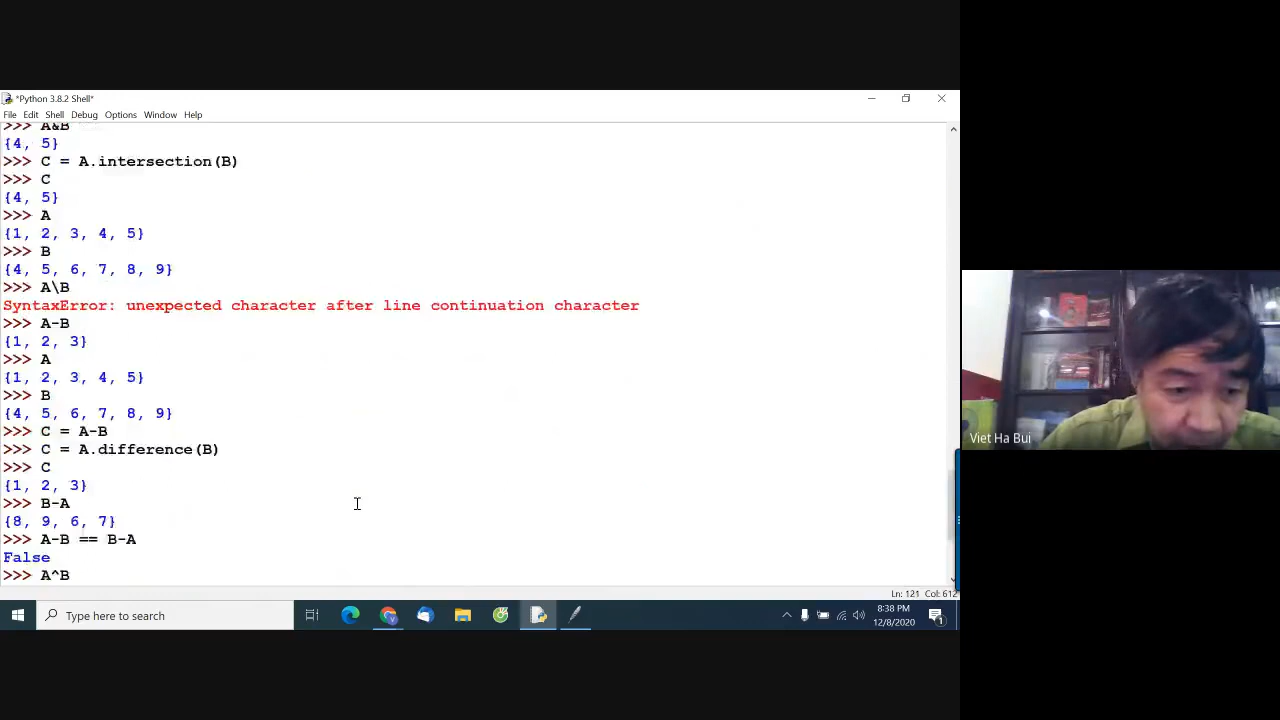 *Python 3.8.2 Shell*
File Edit Shell Debug Options Window Help
>>> A&B
{4, 5}
>>> C = A.intersection(B)
>>> C
{4, 5}
>>> A
{1, 2, 3, 4, 5}
>>> B
{4, 5, 6, 7, 8, 9}
>>> A\B
SyntaxError: unexpected character after line continuation character
>>> A-B
{1, 2, 3}
>>> A
{1, 2, 3, 4, 5}
>>> B
{4, 5, 6, 7, 8, 9}
>>> C = A-B
>>> C = A.difference(B)
>>> C
{1, 2, 3}
>>> B-A
{8, 9, 6, 7}
>>> A-B == B-A
False
>>> A^B
Ln: 121 Col: 612
Type here to search
8:38 PM
12/8/2020
1
Viet Ha Bui